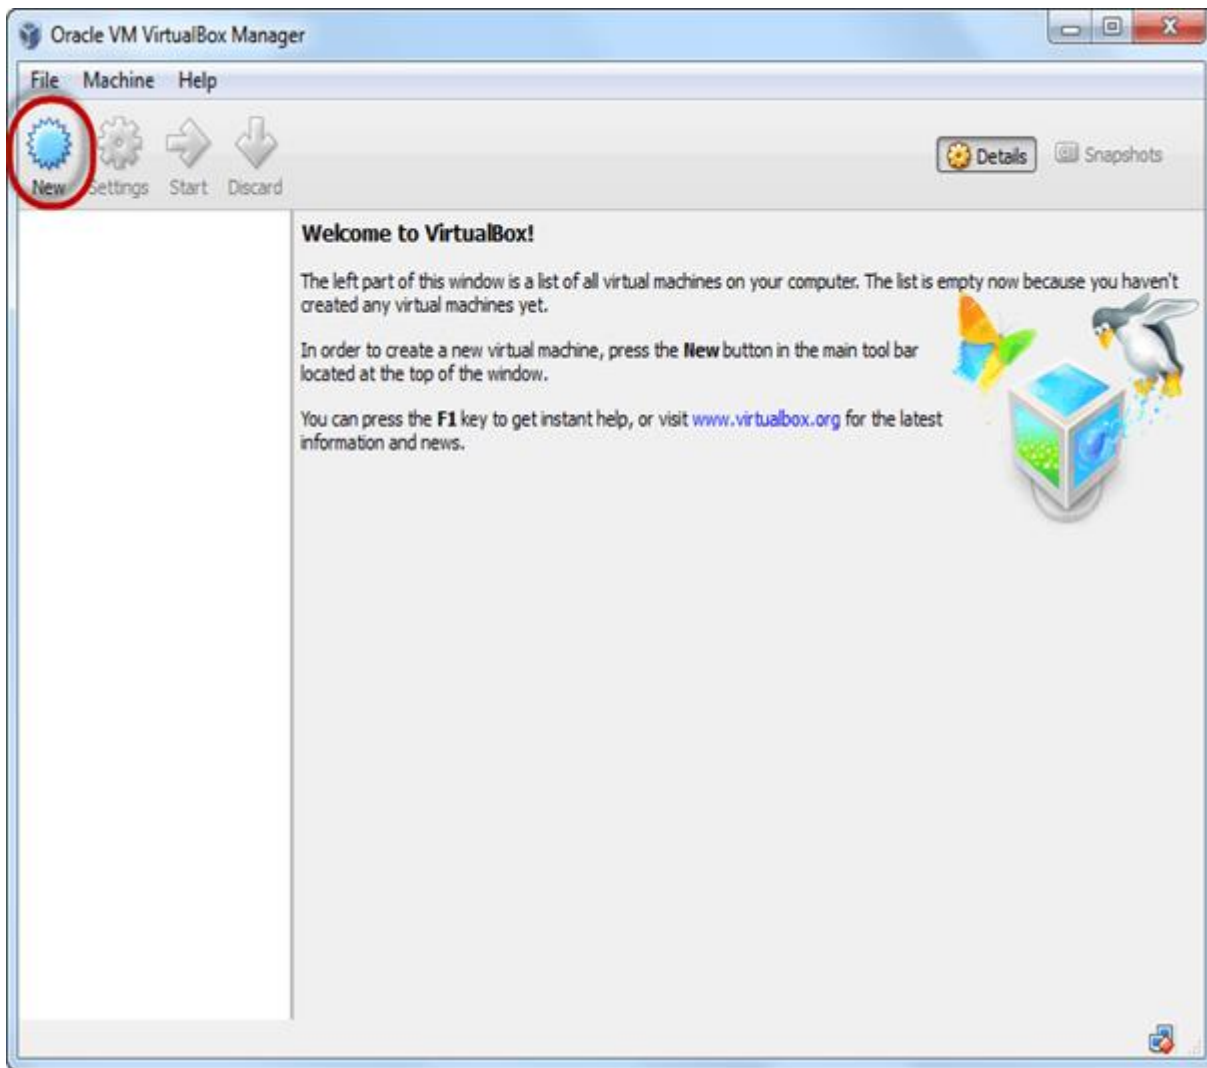 Oracle VM VirtualBox Manager
File Machine Help
New Settings Start Discard
Details Snapshots
Welcome to VirtualBox!
The left part of this window is a list of all virtual machines on your computer. The list is empty now because you haven't
created any virtual machines yet.
In order to create a new virtual machine, press the New button in the main tool bar
located at the top of the window.
You can press the F1 key to get instant help, or visit www.virtualbox.org for the latest
information and news.